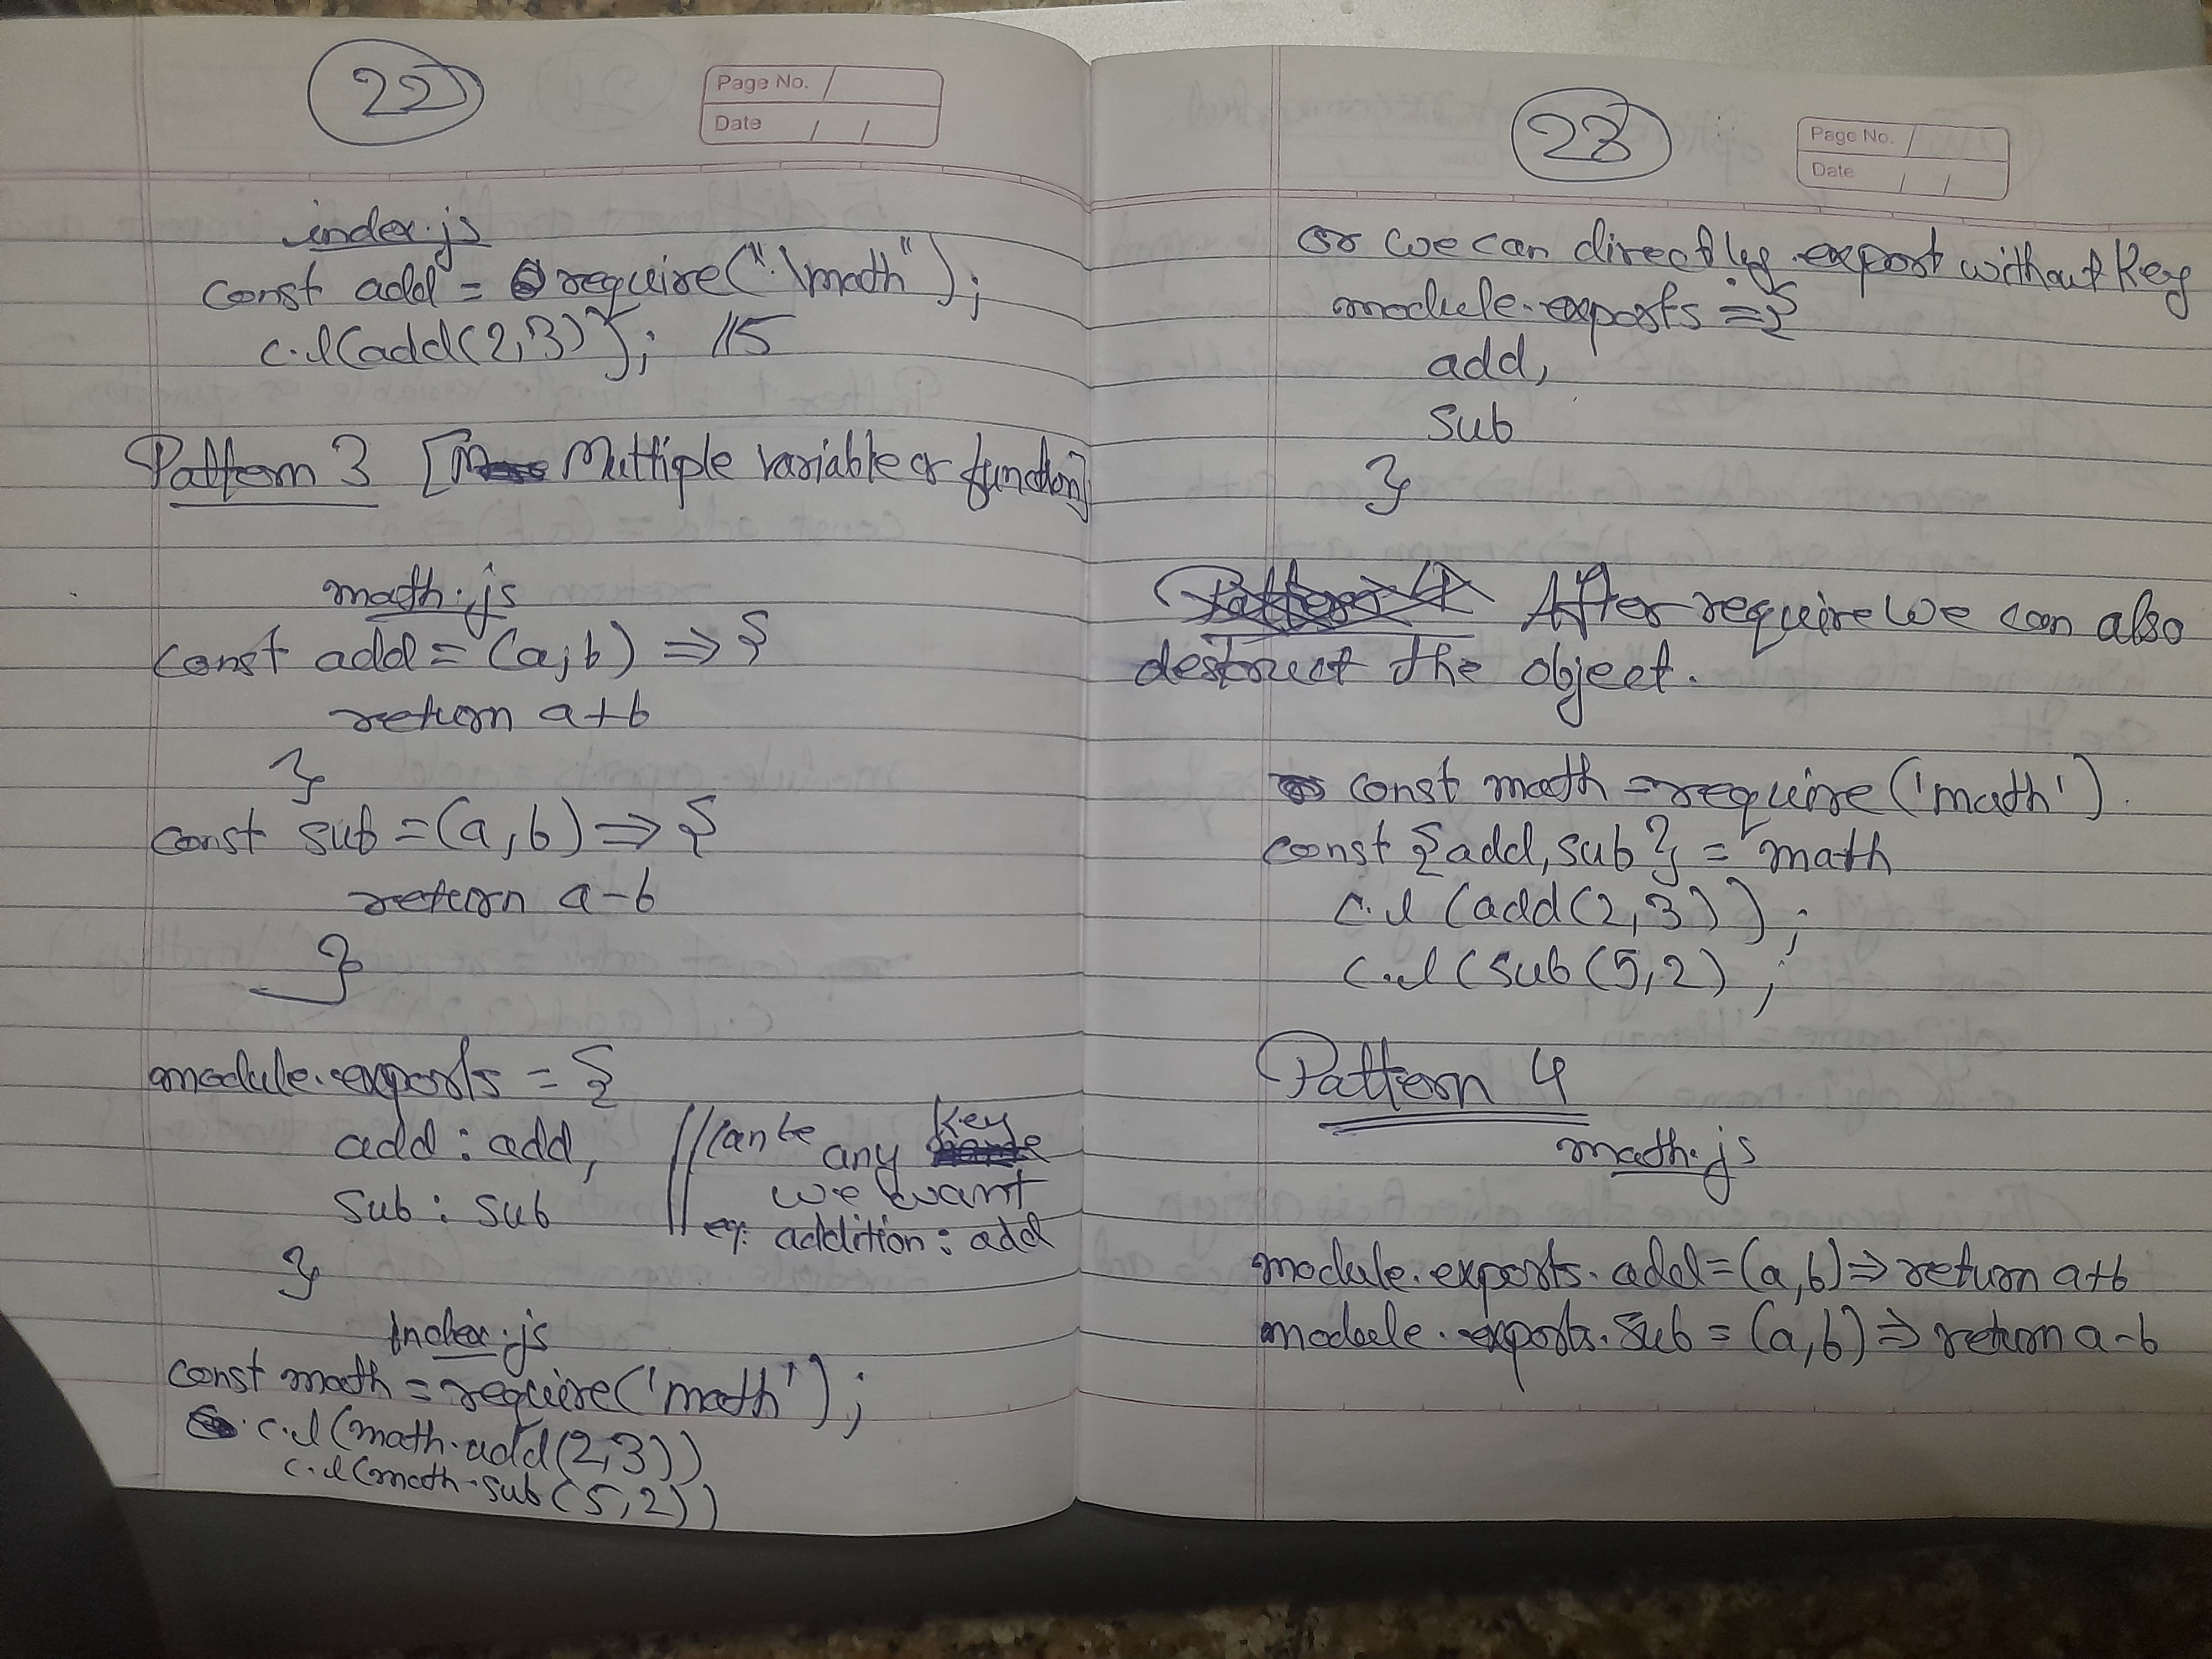 22
Page No.
Date / /
index.js
const add = require(".\math");
c.l(add(2,3)}; //5
Pattern 3 [Multiple variable or function]
math.js
const add = (a,b) => {
return a+b
}
const sub = (a,b) => {
return a-b
}
module.exports = {
add : add, // can be any key
sub : sub we want
eg: addition : add
}
Index.js
const math = require('math');
c.l(math.add(2,3))
c.l(math.sub(5,2))
23
Page No.
Date / /
or we can directly export without key
module.exports = {
add,
sub
}
Pattern 4 After require we can also
destruct the object.
const math = require('math').
const {add, sub} = math
c.l (add(2,3));
c.l (sub(5,2);
Pattern 4
math.js
module.exports.add = (a,b) => return a+b
module.exports.sub = (a,b) => return a-b